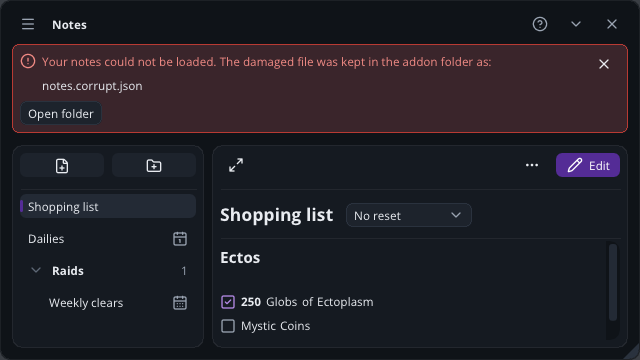 Notes
Your notes could not be loaded. The damaged file was kept in the addon folder as:
notes.corrupt.json
Open folder
Edit
Shopping list
Dailies
Raids 1
Weekly clears
Shopping list No reset
Ectos
250 Globs of Ectoplasm
Mystic Coins